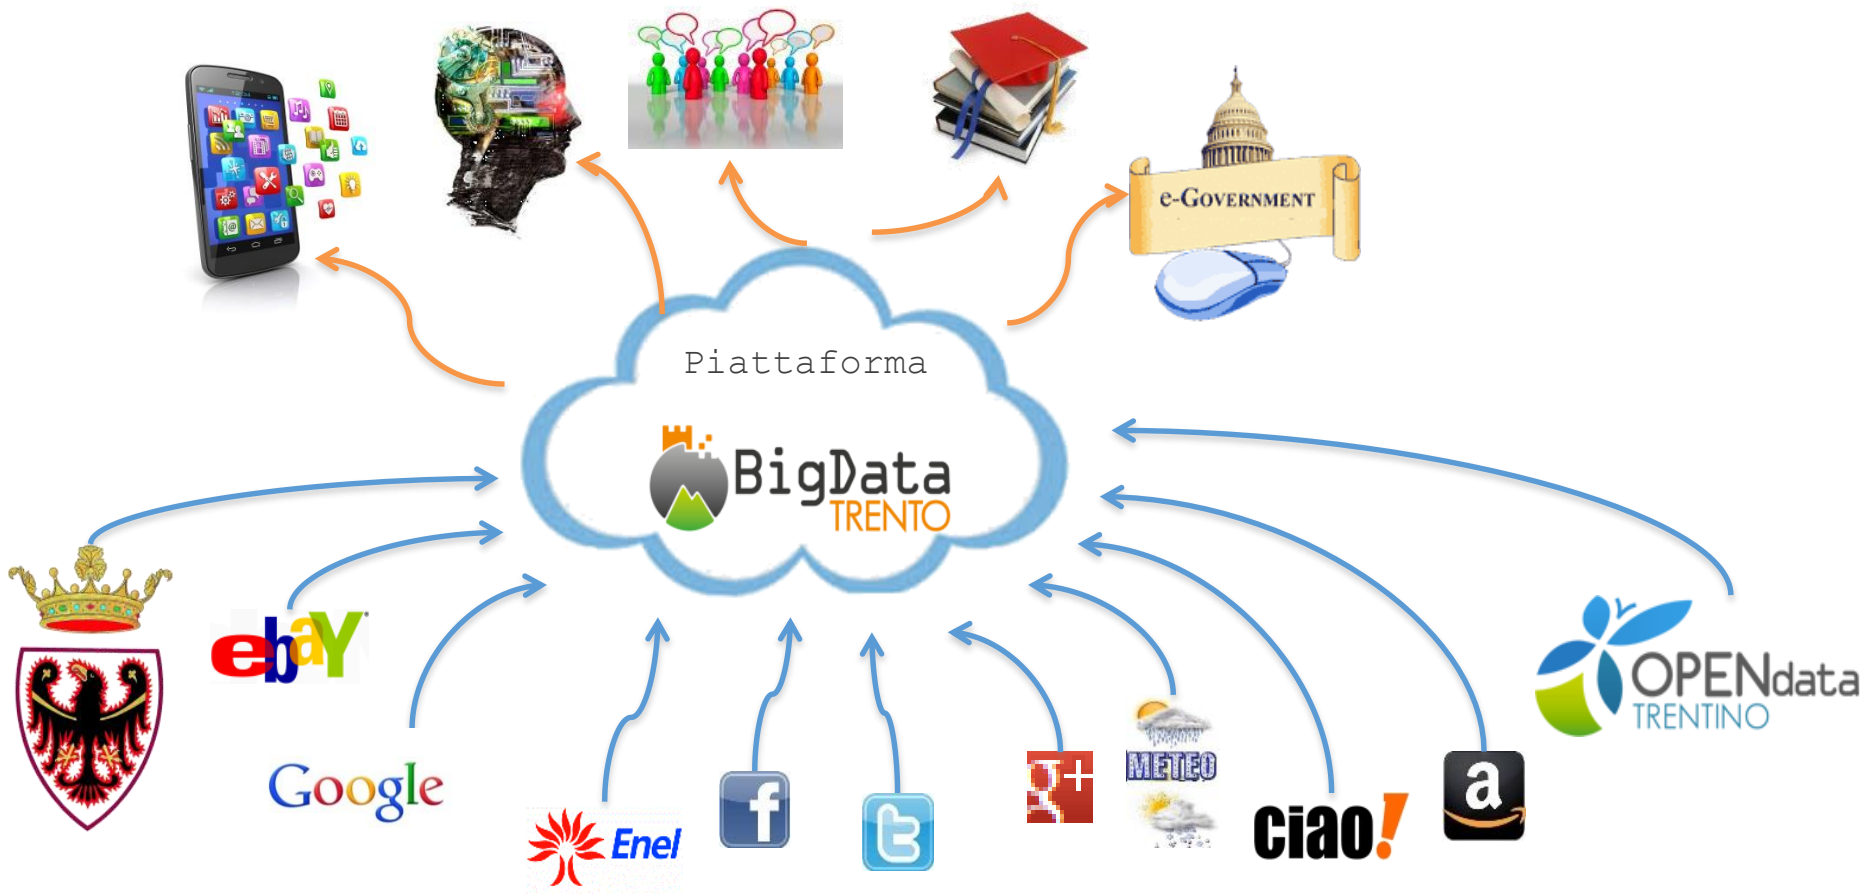 e-GOVERNMENT
Piattaforma
BigData
TRENTO
ebaY
Google
Enel
f
t
g+
METEO
ciao!
a
OPENdata
TRENTINO